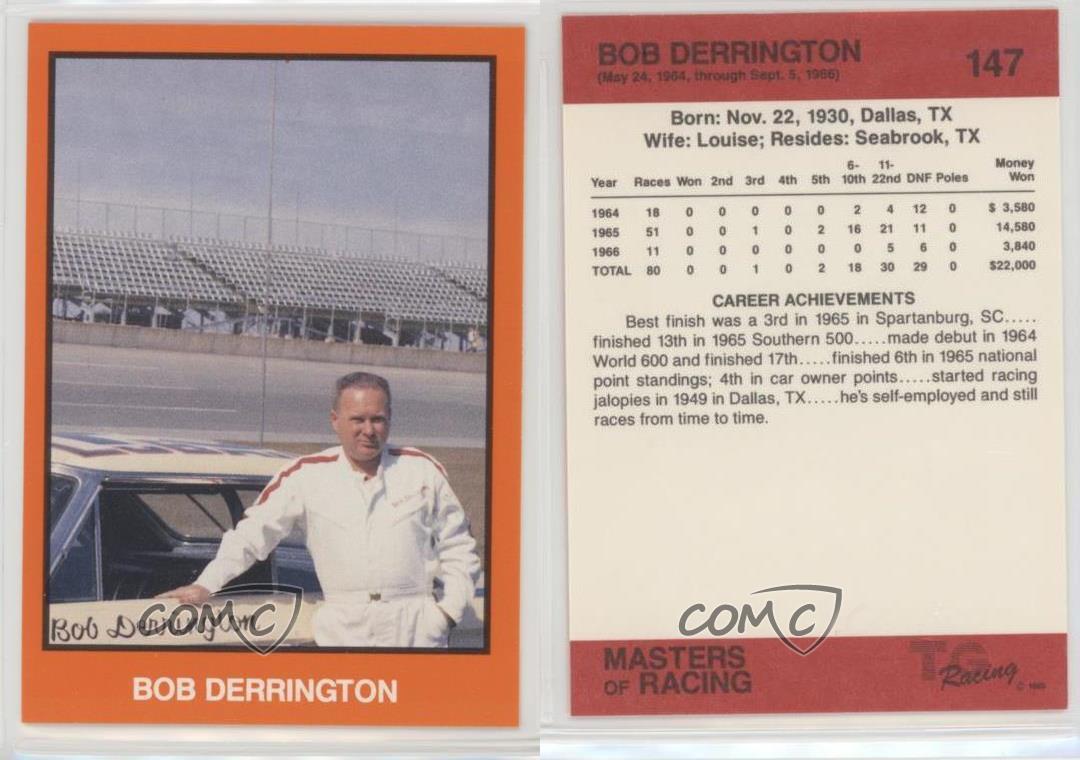 Bob Derrington
COMC
BOB DERRINGTON
BOB DERRINGTON
147
(May 24, 1964, through Sept. 5, 1966)
Born: Nov. 22, 1930, Dallas, TX
Wife: Louise; Resides: Seabrook, TX
Year Races Won 2nd 3rd 4th 5th 6-10th 11-22nd DNF Poles Money Won
1964 18 0 0 0 0 0 2 4 12 0 $ 3,580
1965 51 0 0 1 0 2 16 21 11 0 14,580
1966 11 0 0 0 0 0 0 5 6 0 3,840
TOTAL 80 0 0 1 0 2 18 30 29 0 $22,000
CAREER ACHIEVEMENTS
Best finish was a 3rd in 1965 in Spartanburg, SC.....
finished 13th in 1965 Southern 500.....made debut in 1964
World 600 and finished 17th.....finished 6th in 1965 national
point standings; 4th in car owner points.....started racing
jalopies in 1949 in Dallas, TX.....he's self-employed and still
races from time to time.
COMC
MASTERS
OF RACING
TG
Racing